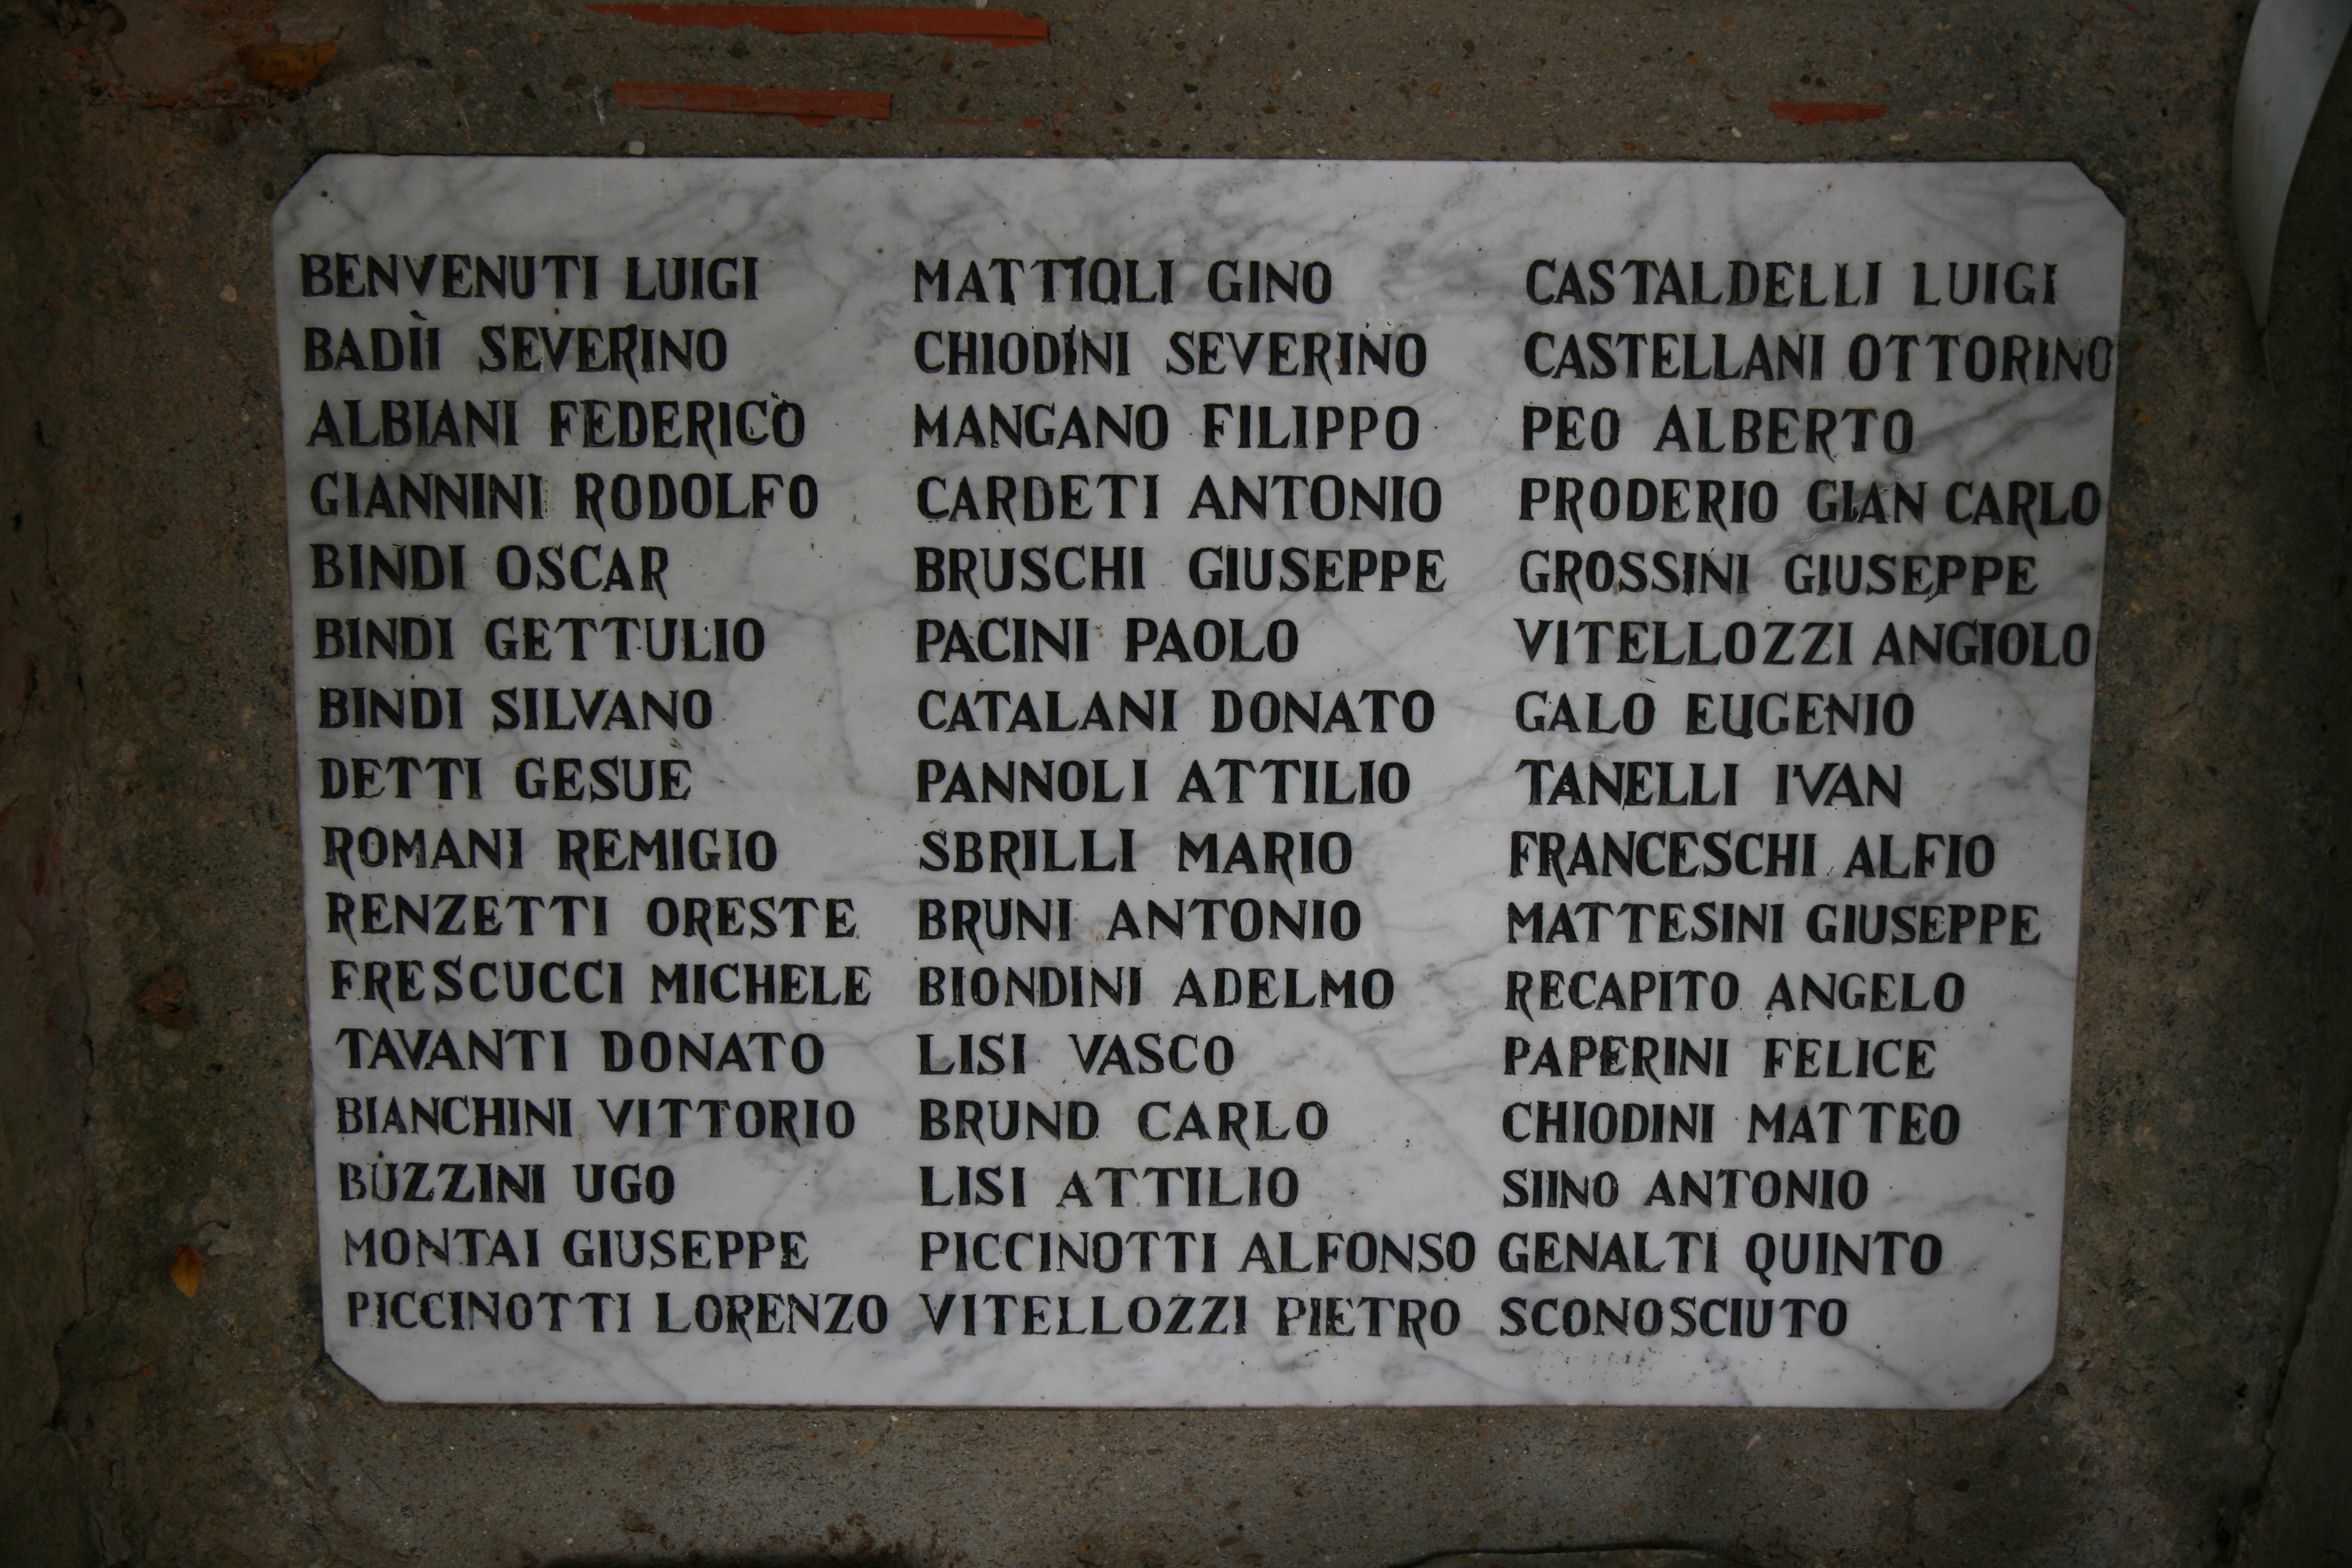 BENVENUTI LUIGI
BADÌI SEVERINO
ALBIANI FEDERICO
GIANNINI RODOLFO
BINDI OSCAR
BINDI GETTULIO
BINDI SILVANO
DETTI GESUÈ
ROMANI REMIGIO
RENZETTI ORESTE
FRESCUCCI MICHELE
TAVANTI DONATO
BIANCHINI VITTORIO
BUZZINI UGO
MONTAI GIUSEPPE
PICCINOTTI LORENZO
MATTIOLI GINO
CHIODINI SEVERINO
MANGANO FILIPPO
CARDETI ANTONIO
BRUSCHI GIUSEPPE
PACINI PAOLO
CATALANI DONATO
PANNOLI ATTILIO
SBRILLI MARIO
BRUNI ANTONIO
BIONDINI ADELMO
LISI VASCO
BRUND CARLO
LISI ATTILIO
PICCINOTTI ALFONSO
VITELLOZZI PIETRO
CASTALDELLI LUIGI
CASTELLANI OTTORINO
PEO ALBERTO
PRODERIO GIAN CARLO
GROSSINI GIUSEPPE
VITELLOZZI ANGIOLO
GALÒ EUGENIO
TANELLI IVAN
FRANCESCHI ALFIO
MATTESINI GIUSEPPE
RECAPITO ANGELO
PAPERINI FELICE
CHIODINI MATTEO
SIINO ANTONIO
GENALTI QUINTO
SCONOSCIUTO